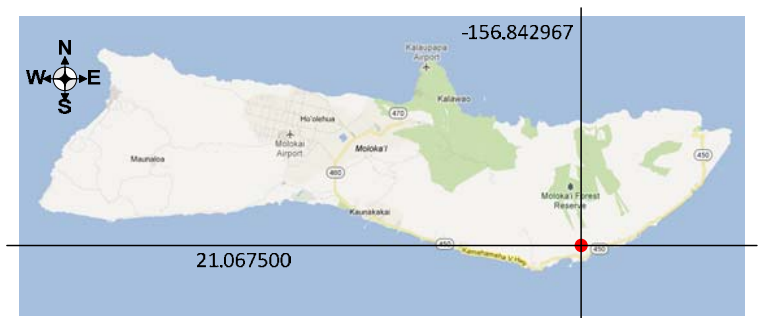 -156.842967
N
W E
S
Kalaupapa
Airport
Kalawao
470
Ho'olehua
Molokai
Airport
Moloka'i
Maunaloa
460
450
Moloka'i Forest
Reserve
Kaunakakai
450
450
Kamehameha V Hwy
21.067500